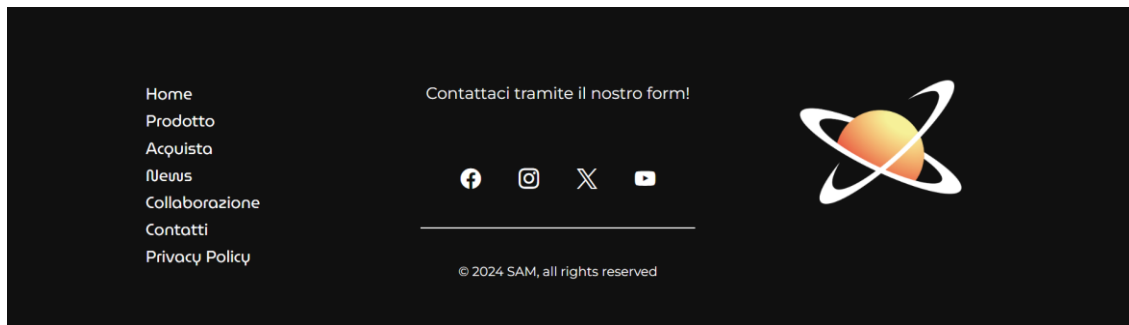 Home
Prodotto
Acquista
News
Collaborazione
Contatti
Privacy Policy
Contattaci tramite il nostro form!
© 2024 SAM, all rights reserved